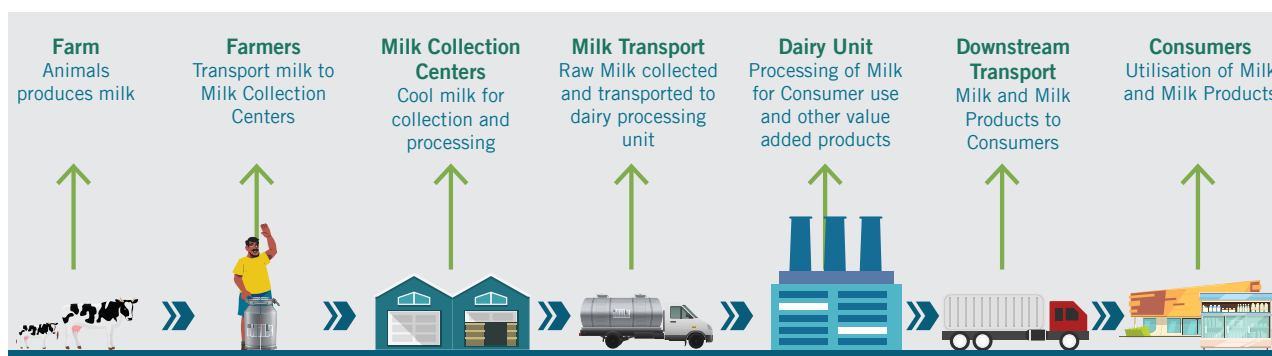 Farm
Animals
produces milk
Farmers
Transport milk to
Milk Collection
Centers
Milk Collection
Centers
Cool milk for
collection and
processing
Milk Transport
Raw Milk collected
and transported to
dairy processing
unit
Dairy Unit
Processing of Milk
for Consumer use
and other value
added products
Downstream
Transport
Milk and Milk
Products to
Consumers
Consumers
Utilisation of Milk
and Milk Products